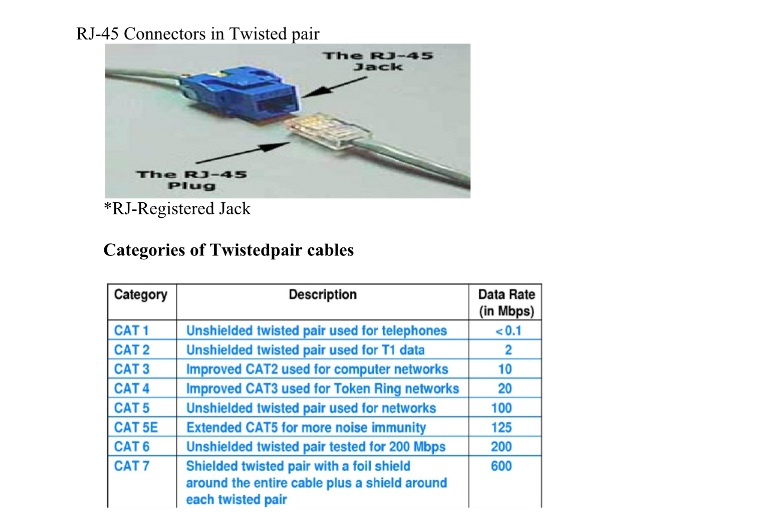 RJ-45 Connectors in Twisted pair
The RJ-45
Jack
The RJ-45
Plug
*RJ-Registered Jack
Categories of Twistedpair cables
Category Description Data Rate
(in Mbps)
CAT 1 Unshielded twisted pair used for telephones <0.1
CAT 2 Unshielded twisted pair used for T1 data 2
CAT 3 Improved CAT2 used for computer networks 10
CAT 4 Improved CAT3 used for Token Ring networks 20
CAT 5 Unshielded twisted pair used for networks 100
CAT 5E Extended CAT5 for more noise immunity 125
CAT 6 Unshielded twisted pair tested for 200 Mbps 200
CAT 7 Shielded twisted pair with a foil shield 600
around the entire cable plus a shield around
each twisted pair